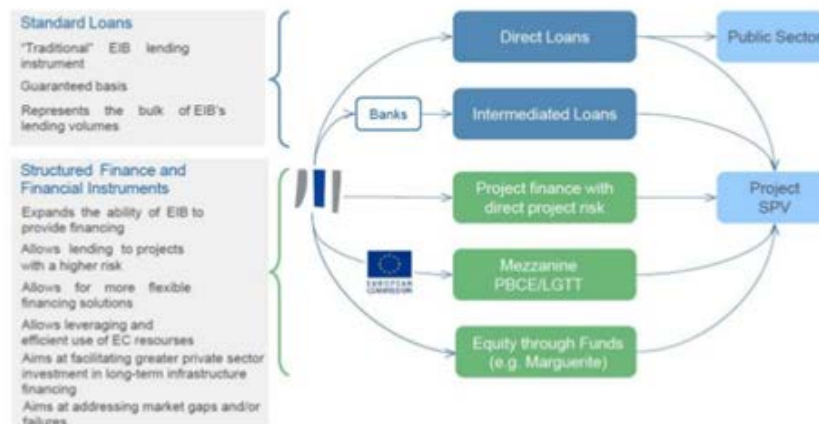 Standard Loans
"Traditional" EIB lending
instrument
Guaranteed basis
Represents the bulk of EIB's
lending volumes
Structured Finance and
Financial Instruments
Expands the ability of EIB to
provide financing
Allows lending to projects
with a higher risk
Allows for more flexible
financing solutions
Allows leveraging and
efficient use of EC resourses
Aims at facilitating greater private sector
investment in long-term infrastructure
financing
Aims at addressing market gaps and/or
failures
Direct Loans
Public Sector
Banks
Intermediated Loans
Project finance with
direct project risk
Project
SPV
EUROPEAN
COMMISSION
Mezzanine
PBCE/LGTT
Equity through Funds
(e.g. Marguerite)